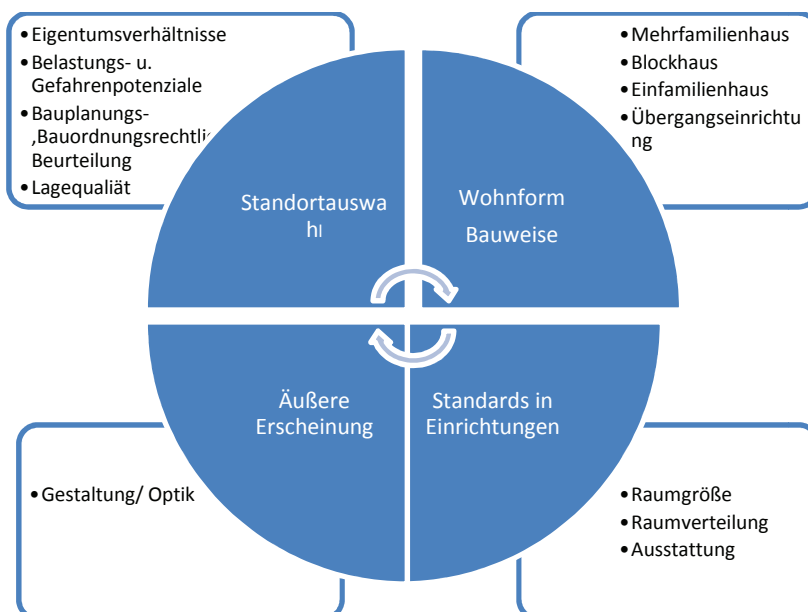 •Eigentumsverhältnisse
•Belastungs- u.
Gefahrenpotenziale
•Bauplanungs-
,Bauordnungsrechtli
Beurteilung
•Lagequaliät
•Mehrfamilienhaus
•Blockhaus
•Einfamilienhaus
•Übergangseinrichtu
ng
Standortauswa
hl
Wohnform
Bauweise
Äußere
Erscheinung
Standards in
Einrichtungen
•Gestaltung/ Optik
•Raumgröße
•Raumverteilung
•Ausstattung